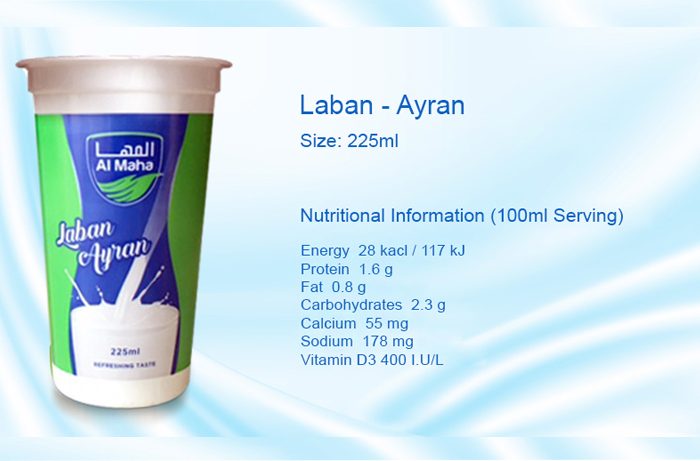 المها
Al Maha
Laban
Ayran
225ml
REFRESHING TASTE
Laban - Ayran
Size: 225ml
Nutritional Information (100ml Serving)
Energy 28 kacl / 117 kJ
Protein 1.6 g
Fat 0.8 g
Carbohydrates 2.3 g
Calcium 55 mg
Sodium 178 mg
Vitamin D3 400 I.U/L